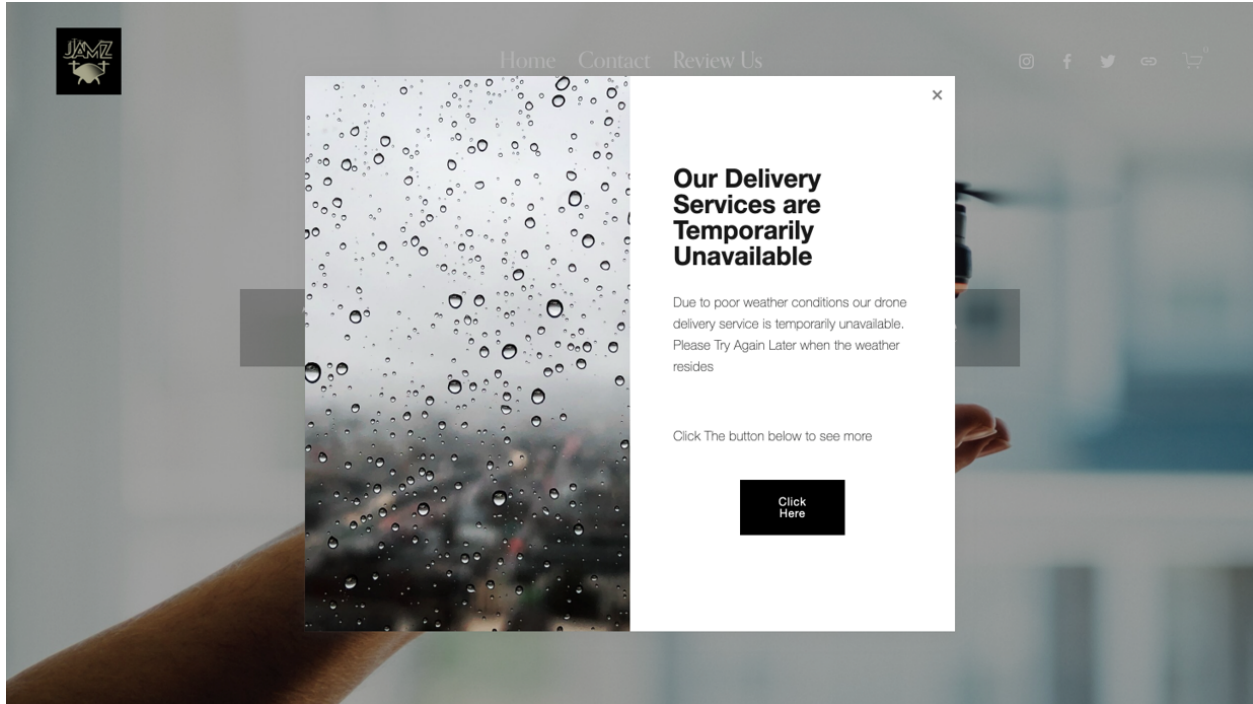 JAMZ
Home Contact Review Us
0
×
Our Delivery
Services are
Temporarily
Unavailable
Due to poor weather conditions our drone
delivery service is temporarily unavailable.
Please Try Again Later when the weather
resides
Click The button below to see more
Click
Here